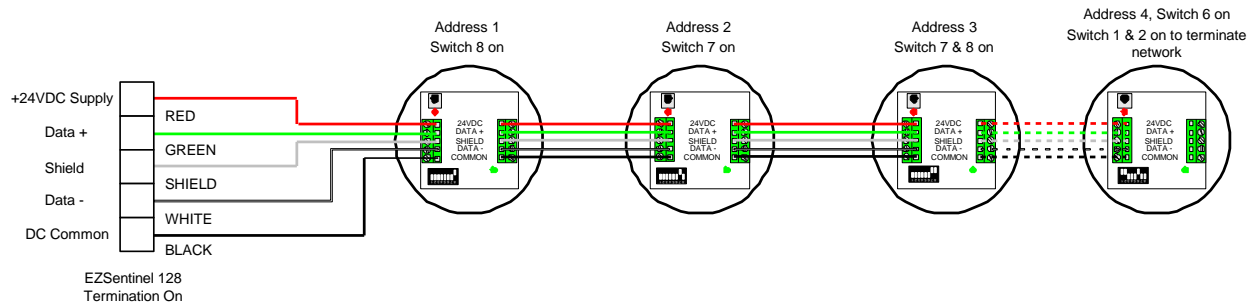 Address 1
Switch 8 on
Address 2
Switch 7 on
Address 3
Switch 7 & 8 on
Address 4, Switch 6 on
Switch 1 & 2 on to terminate
network
+24VDC Supply
RED
Data +
GREEN
Shield
SHIELD
Data -
WHITE
DC Common
BLACK
EZSentinel 128
Termination On
24VDC
DATA +
SHIELD
DATA -
COMMON
24VDC
DATA +
SHIELD
DATA -
COMMON
24VDC
DATA +
SHIELD
DATA -
COMMON
24VDC
DATA +
SHIELD
DATA -
COMMON